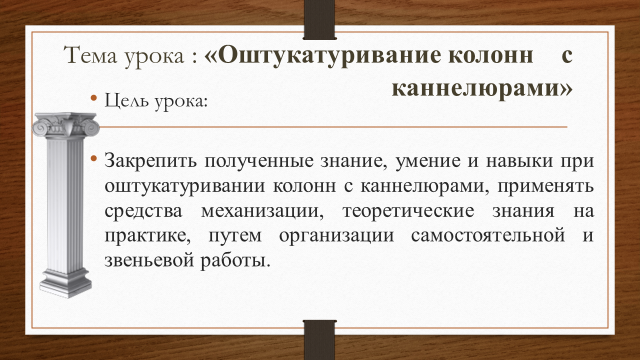 Тема урока : «Оштукатуривание колонн с
каннелюрами»
• Цель урока:
• Закрепить полученные знание, умение и навыки при
оштукатуривании колонн с каннелюрами, применять
средства механизации, теоретические знания на
практике, путем организации самостоятельной и
звеньевой работы.